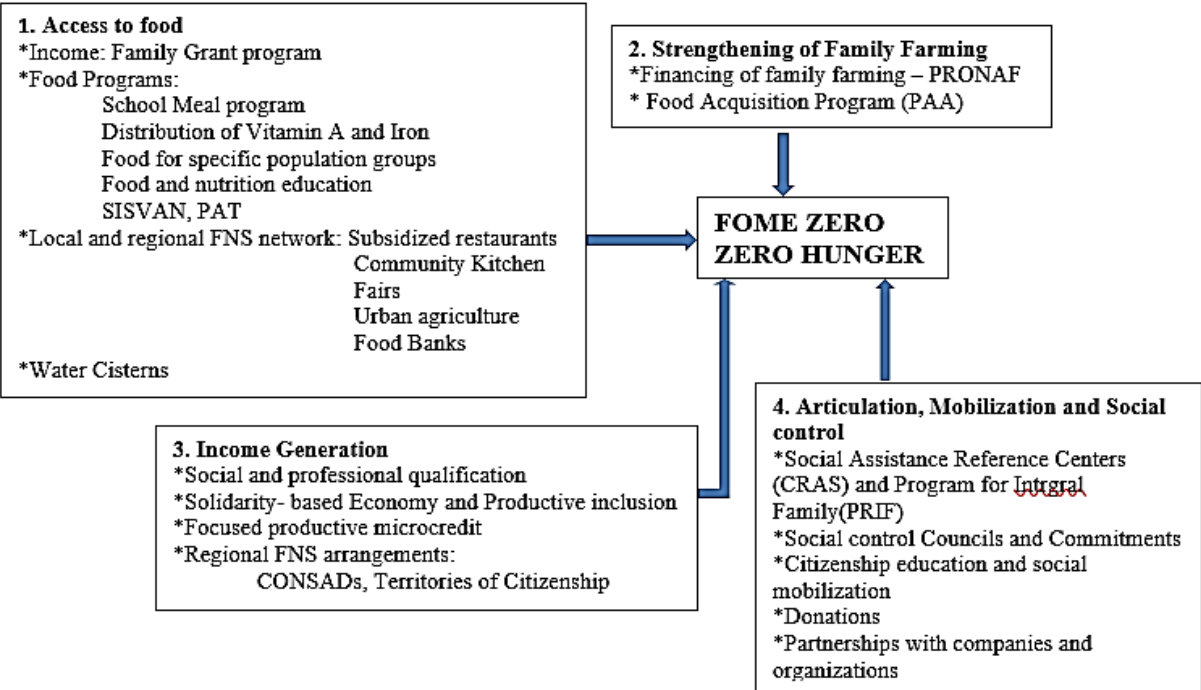 1. Access to food
*Income: Family Grant program
*Food Programs:
School Meal program
Distribution of Vitamin A and Iron
Food for specific population groups
Food and nutrition education
SISVAN, PAT
*Local and regional FNS network: Subsidized restaurants
Community Kitchen
Fairs
Urban agriculture
Food Banks
*Water Cisterns
2. Strengthening of Family Farming
*Financing of family farming – PRONAF
* Food Acquisition Program (PAA)
FOME ZERO
ZERO HUNGER
3. Income Generation
*Social and professional qualification
*Solidarity- based Economy and Productive inclusion
*Focused productive microcredit
*Regional FNS arrangements:
CONSADs, Territories of Citizenship
4. Articulation, Mobilization and Social
control
*Social Assistance Reference Centers
(CRAS) and Program for Intrgral
Family(PRIF)
*Social control Councils and Commitments
*Citizenship education and social
mobilization
*Donations
*Partnerships with companies and
organizations